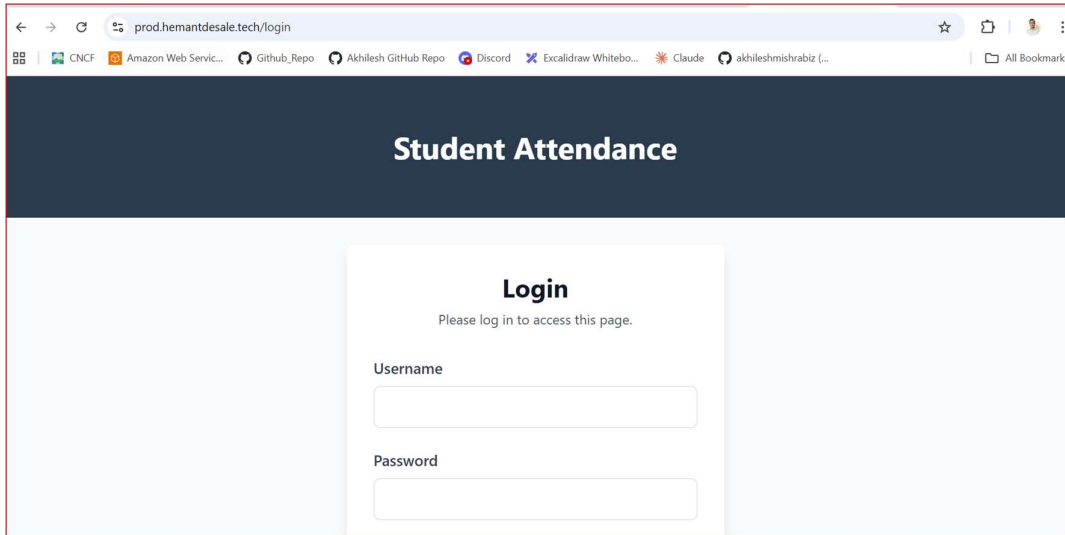 prod.hemantdesale.tech/login
CNCF Amazon Web Servic... Github_Repo Akhilesh GitHub Repo Discord Excalidraw Whitebo... Claude akhileshmishrabiz (... All Bookmark
Student Attendance
Login
Please log in to access this page.
Username
Password